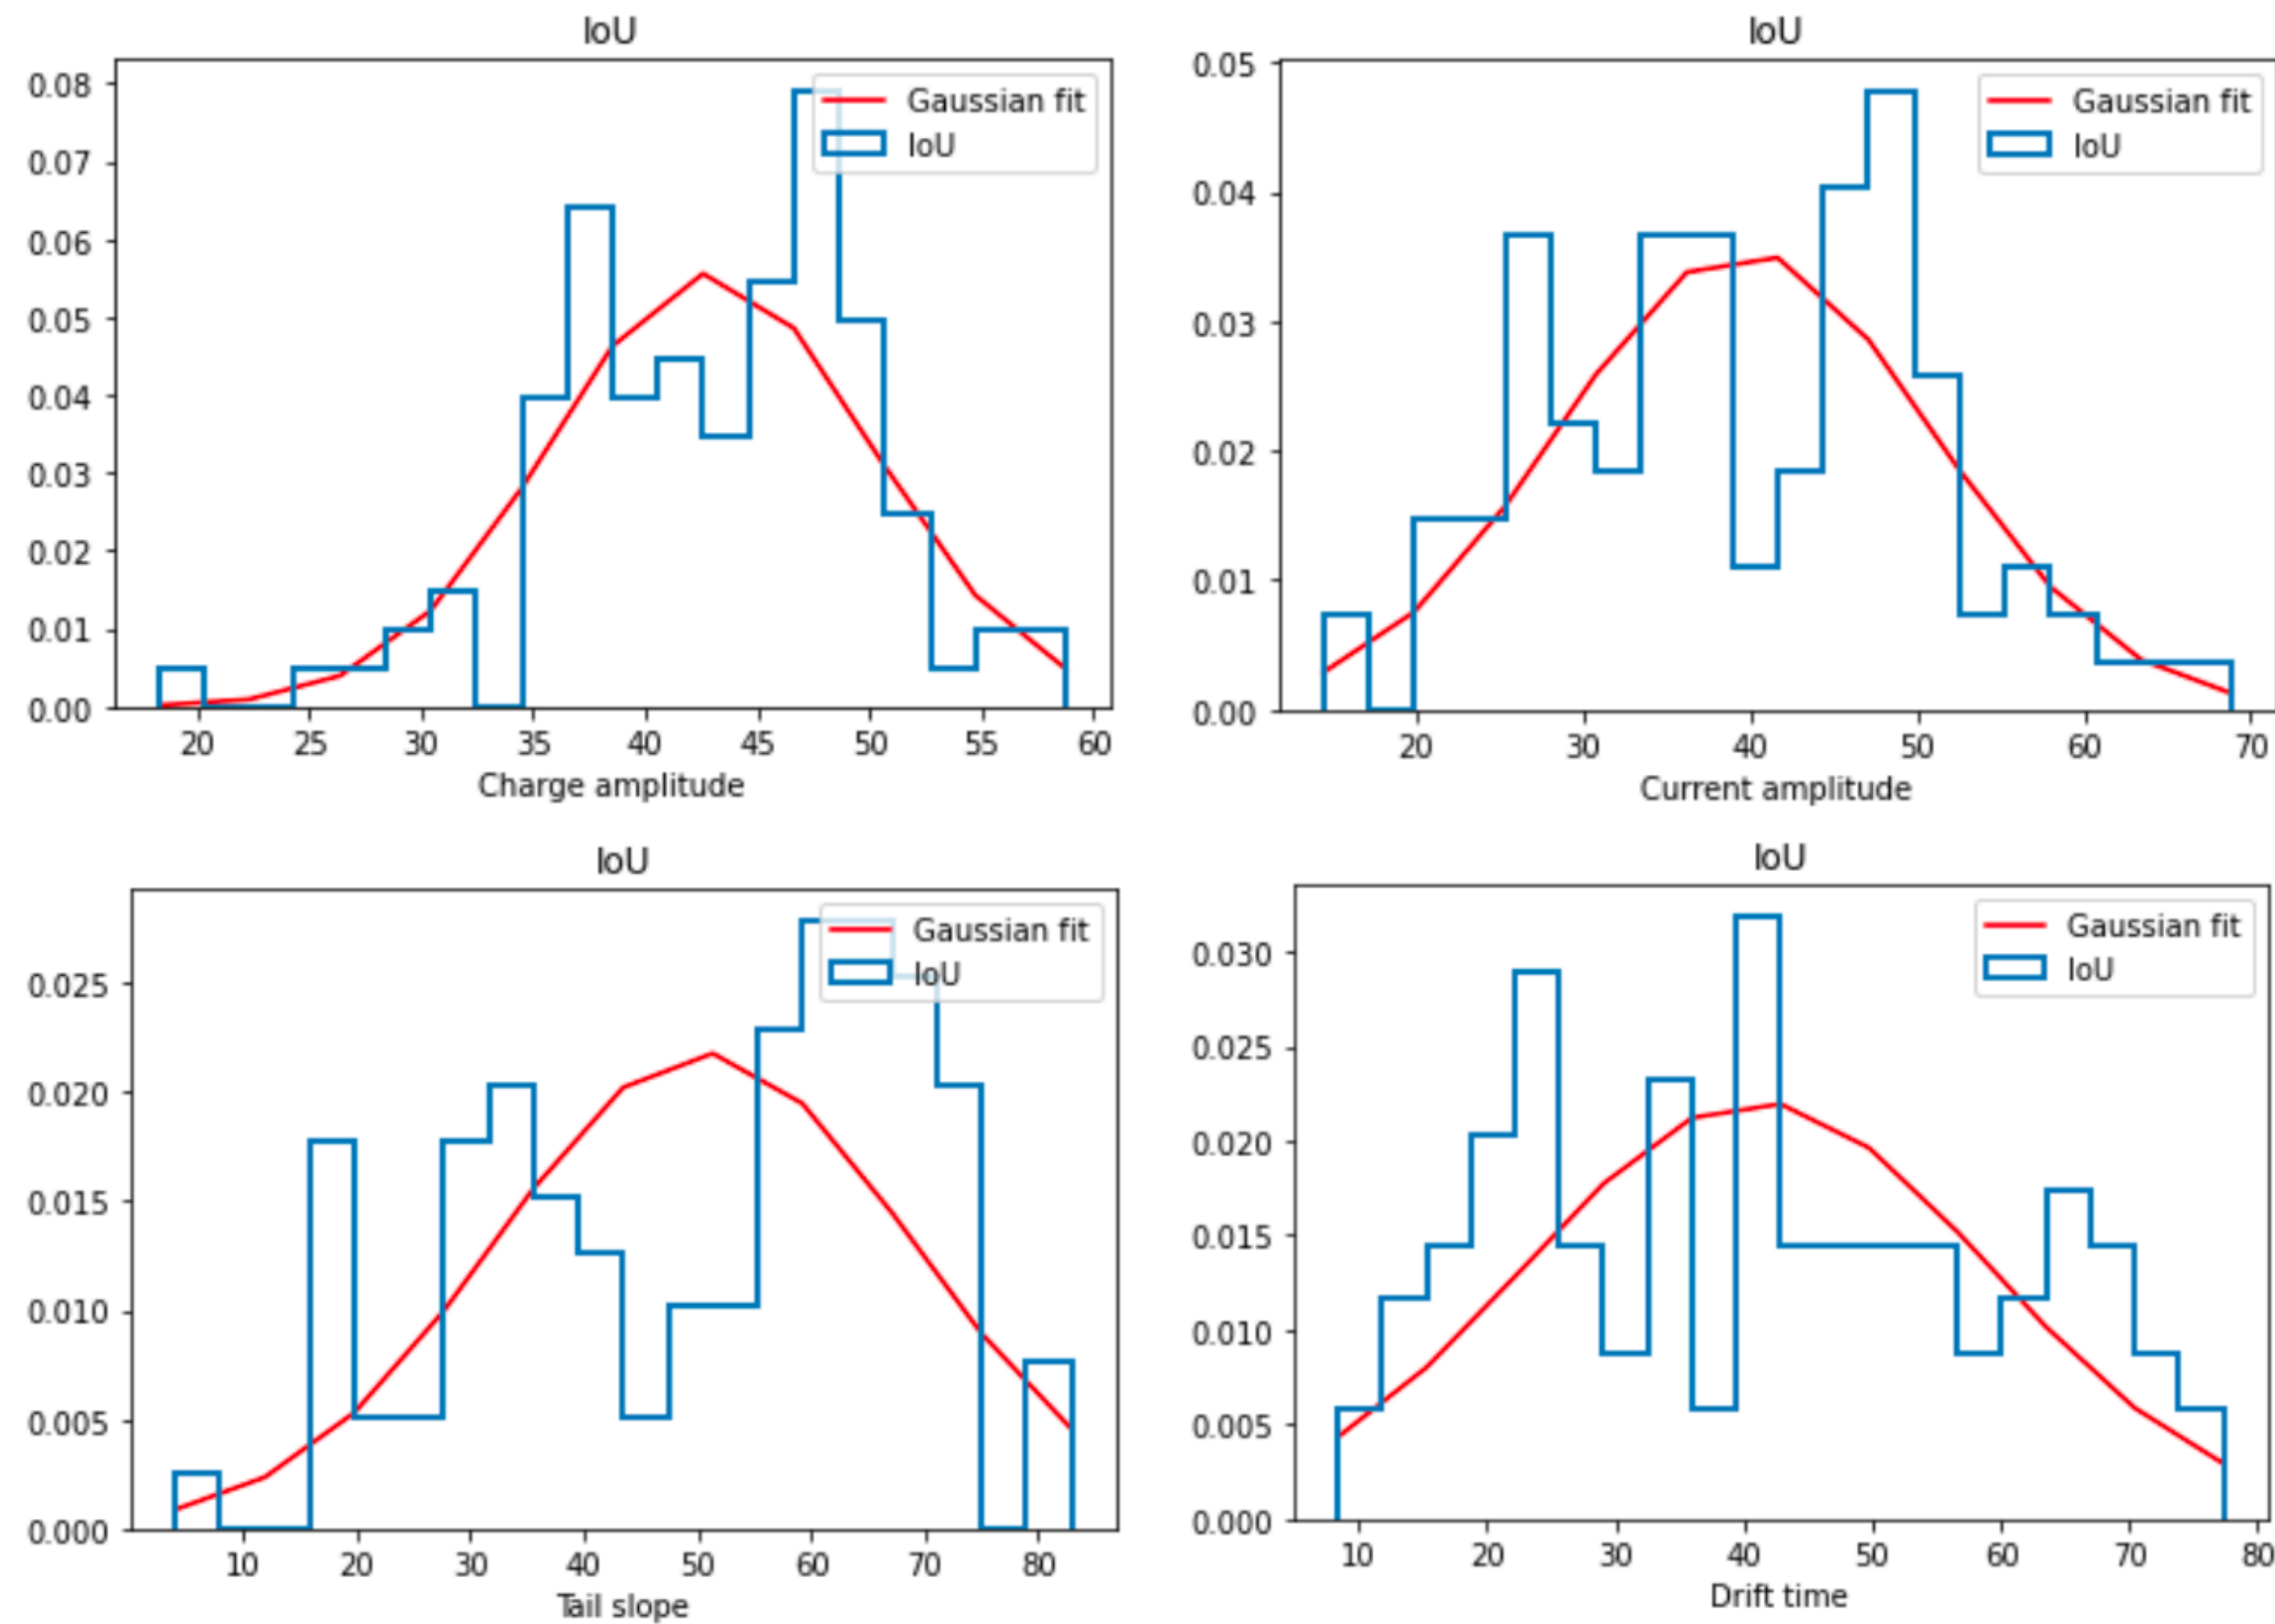 IoU
0.08
0.07
0.06
0.05
0.04
0.03
0.02
0.01
0.00
Gaussian fit
IoU
20 25 30 35 40 45 50 55 60
Charge amplitude
IoU
0.05
0.04
0.03
0.02
0.01
0.00
Gaussian fit
IoU
20 30 40 50 60 70
Current amplitude
IoU
0.025
0.020
0.015
0.010
0.005
0.000
Gaussian fit
IoU
10 20 30 40 50 60 70 80
Tail slope
IoU
0.030
0.025
0.020
0.015
0.010
0.005
0.000
Gaussian fit
IoU
10 20 30 40 50 60 70 80
Drift time